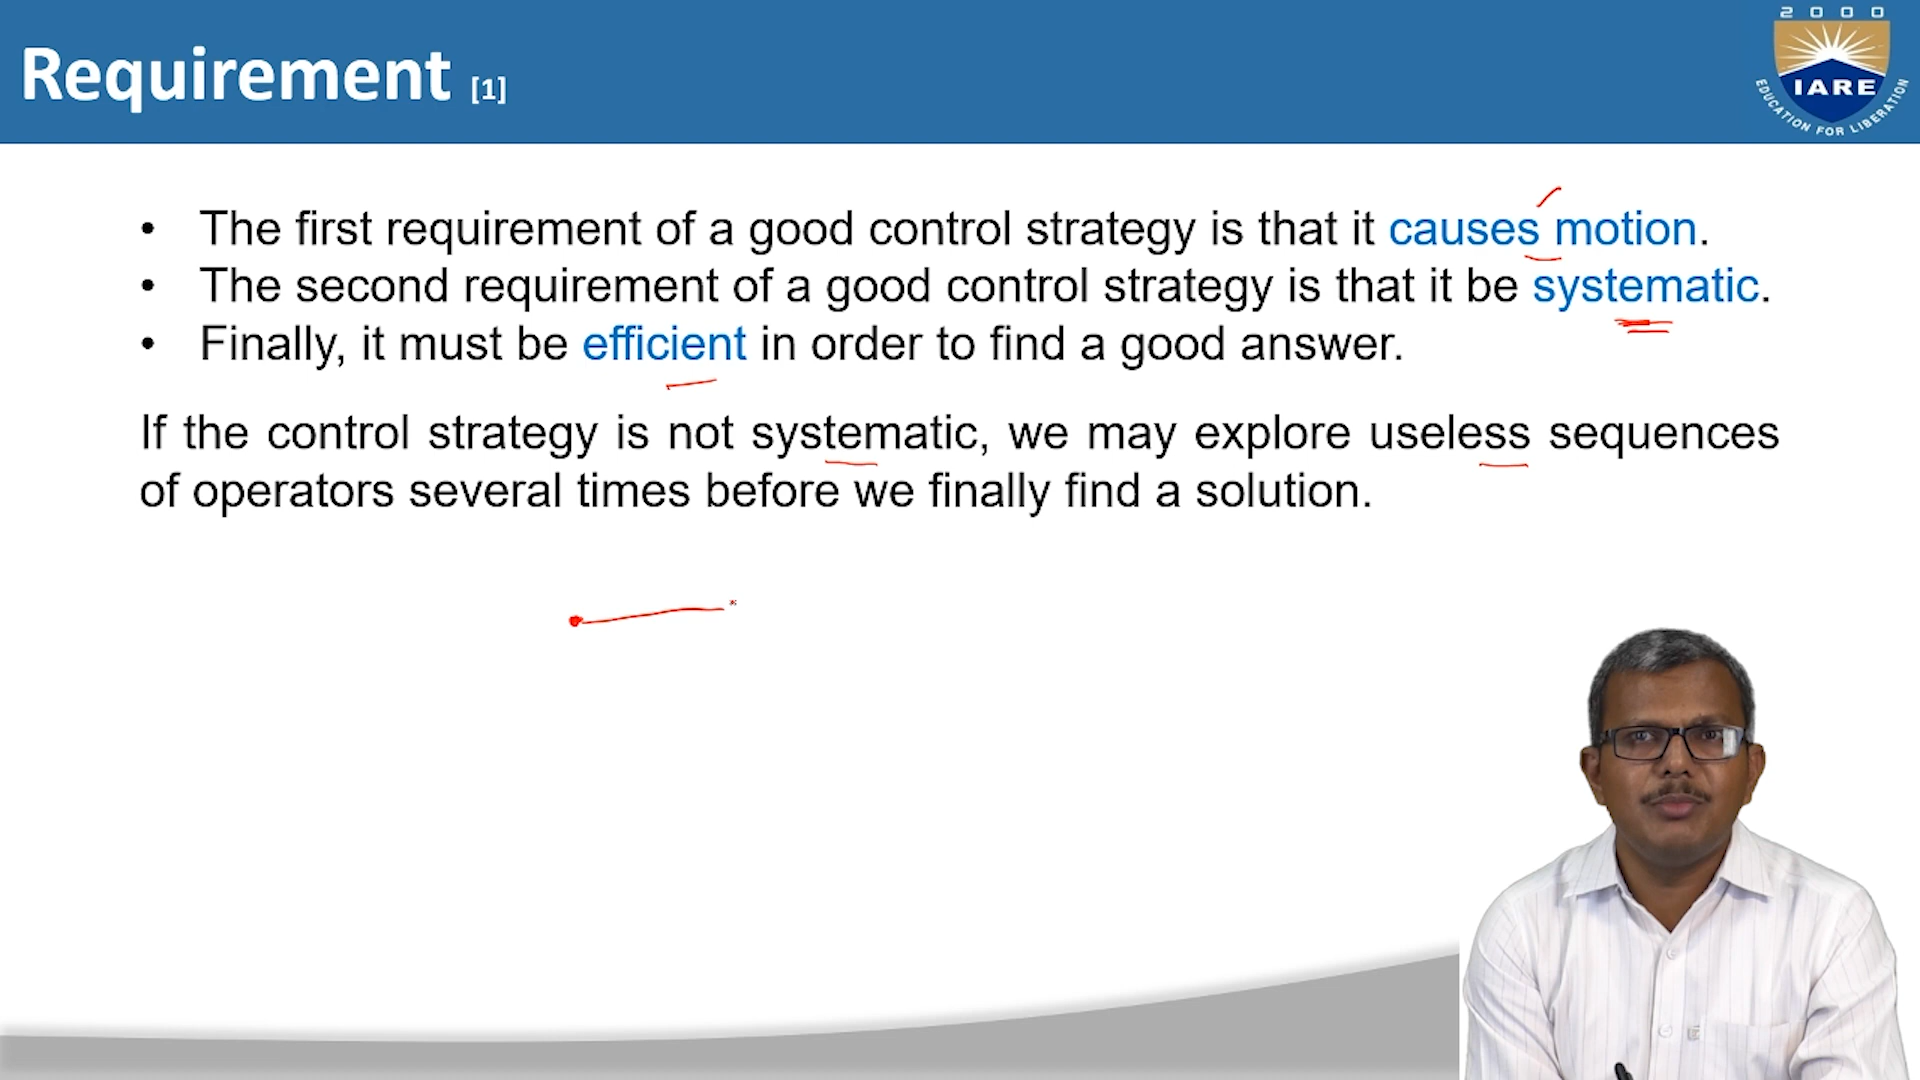 Requirement [1]
2000
IARE
EDUCATION FOR LIBERATION
• The first requirement of a good control strategy is that it causes motion.
• The second requirement of a good control strategy is that it be systematic.
• Finally, it must be efficient in order to find a good answer.
If the control strategy is not systematic, we may explore useless sequences
of operators several times before we finally find a solution.